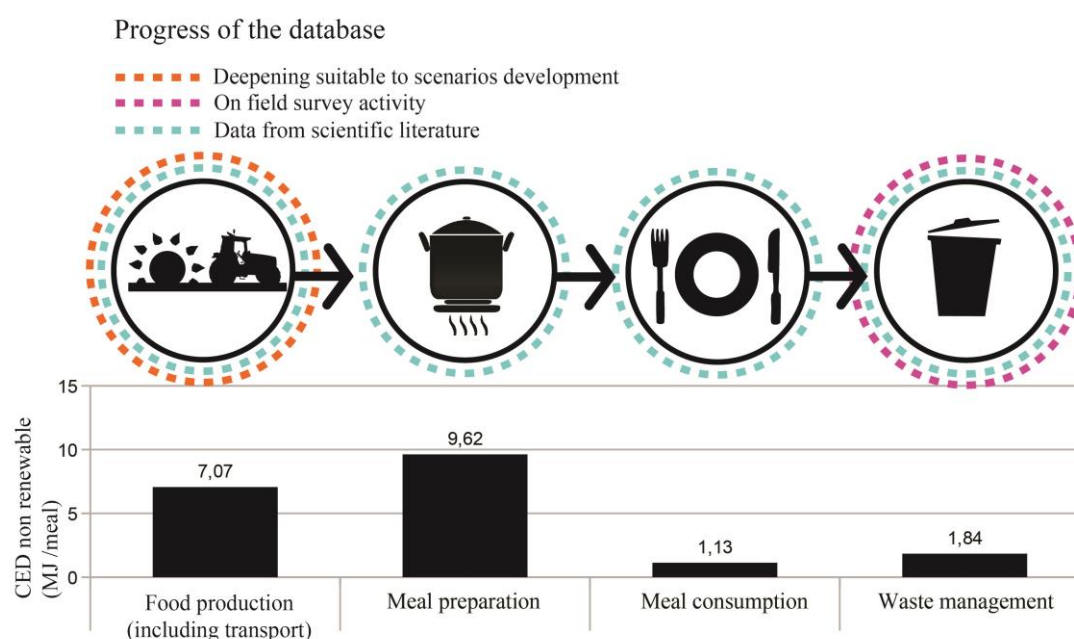 Progress of the database
Deepening suitable to scenarios development
On field survey activity
Data from scientific literature
CED non renewable
(MJ /meal)
15
10
5
0
7,07
9,62
1,13
1,84
Food production
(including transport)
Meal preparation
Meal consumption
Waste management